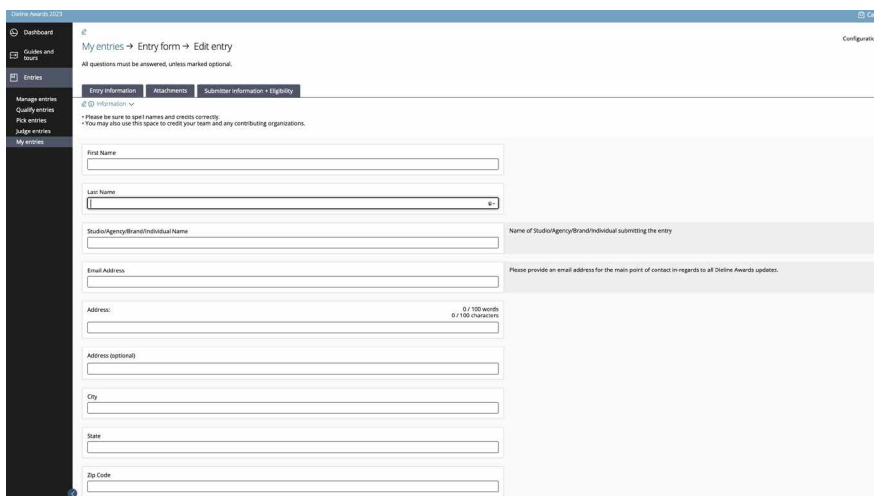 Dieline Awards 2023
Dashboard
Guides and
tours
Entries
Manage entries
Qualify entries
Pick entries
Judge entries
My entries
Configuratio
My entries → Entry form → Edit entry
All questions must be answered, unless marked optional.
Entry Information
Attachments
Submitter Information + Eligibility
Information
• Please be sure to spell names and credits correctly.
• You may also use this space to credit your team and any contributing organizations.
First Name
Last Name
Studio/Agency/Brand/Individual Name
Name of Studio/Agency/Brand/Individual submitting the entry
Email Address
Please provide an email address for the main point of contact in-regards to all Dieline Awards updates.
Address:
0 / 100 words
0 / 100 characters
Address (optional)
City
State
Zip Code